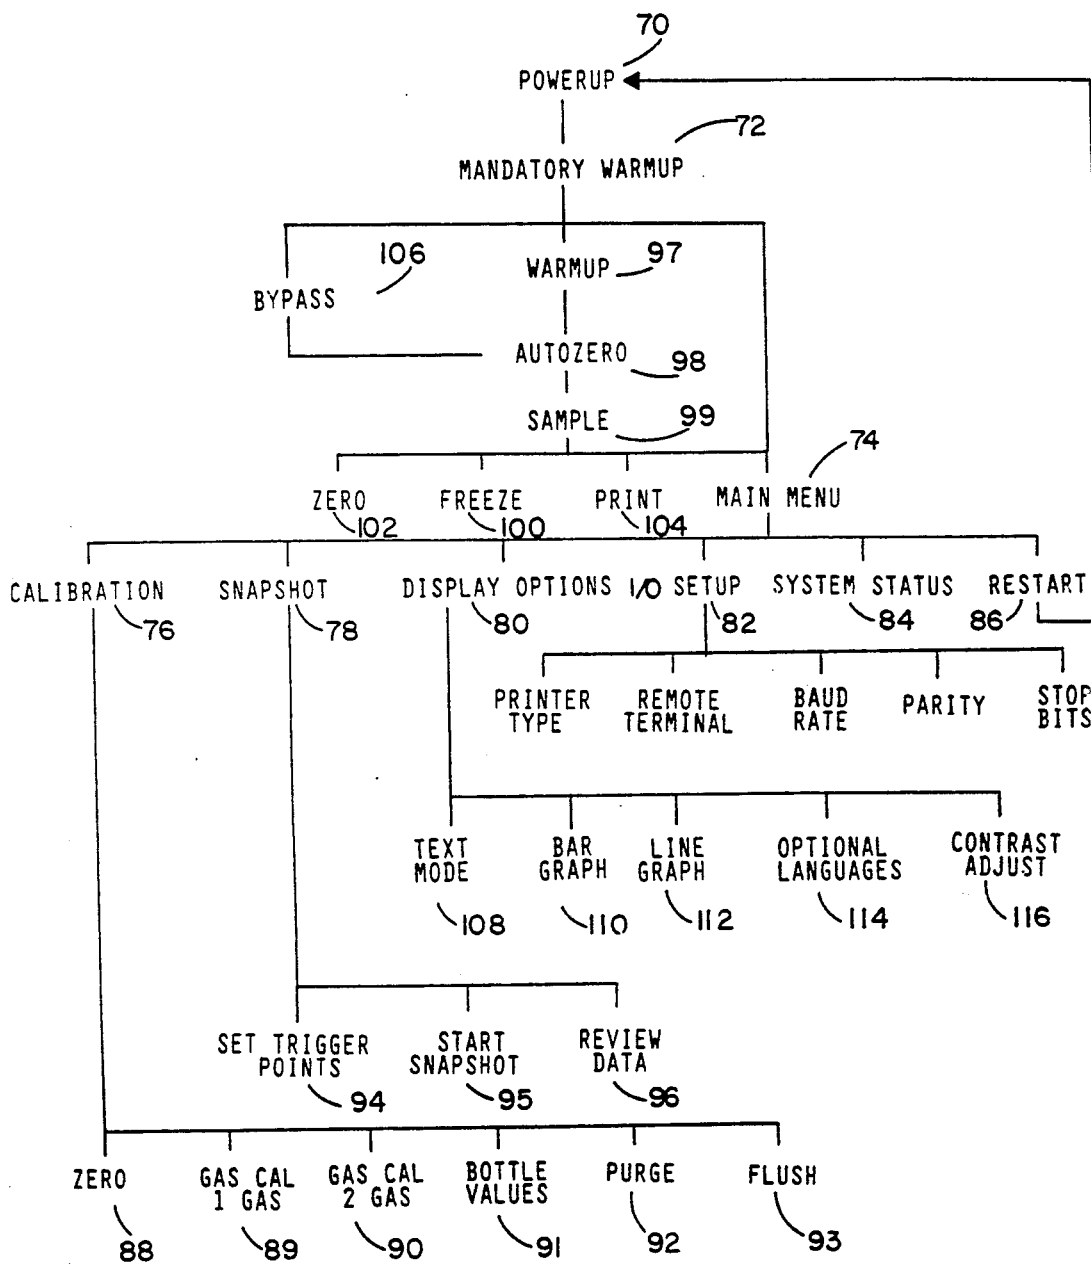 70
POWERUP
72
MANDATORY WARMUP
106
WARMUP 97
BYPASS
AUTOZERO
98
SAMPLE 99
74
ZERO FREEZE PRINT MAIN MENU
102 100 104
CALIBRATION SNAPSHOT DISPLAY OPTIONS I/O SETUP SYSTEM STATUS RESTART
76 78 80 82 84 86
PRINTER TYPE
REMOTE TERMINAL
BAUD RATE
PARITY
STOP BITS
TEXT MODE
BAR GRAPH
LINE GRAPH
OPTIONAL LANGUAGES
CONTRAST ADJUST
108 110 112 114 116
SET TRIGGER POINTS
START SNAPSHOT
REVIEW DATA
94 95 96
ZERO
GAS CAL 1 GAS
GAS CAL 2 GAS
BOTTLE VALUES
PURGE
FLUSH
88 89 90 91 92 93